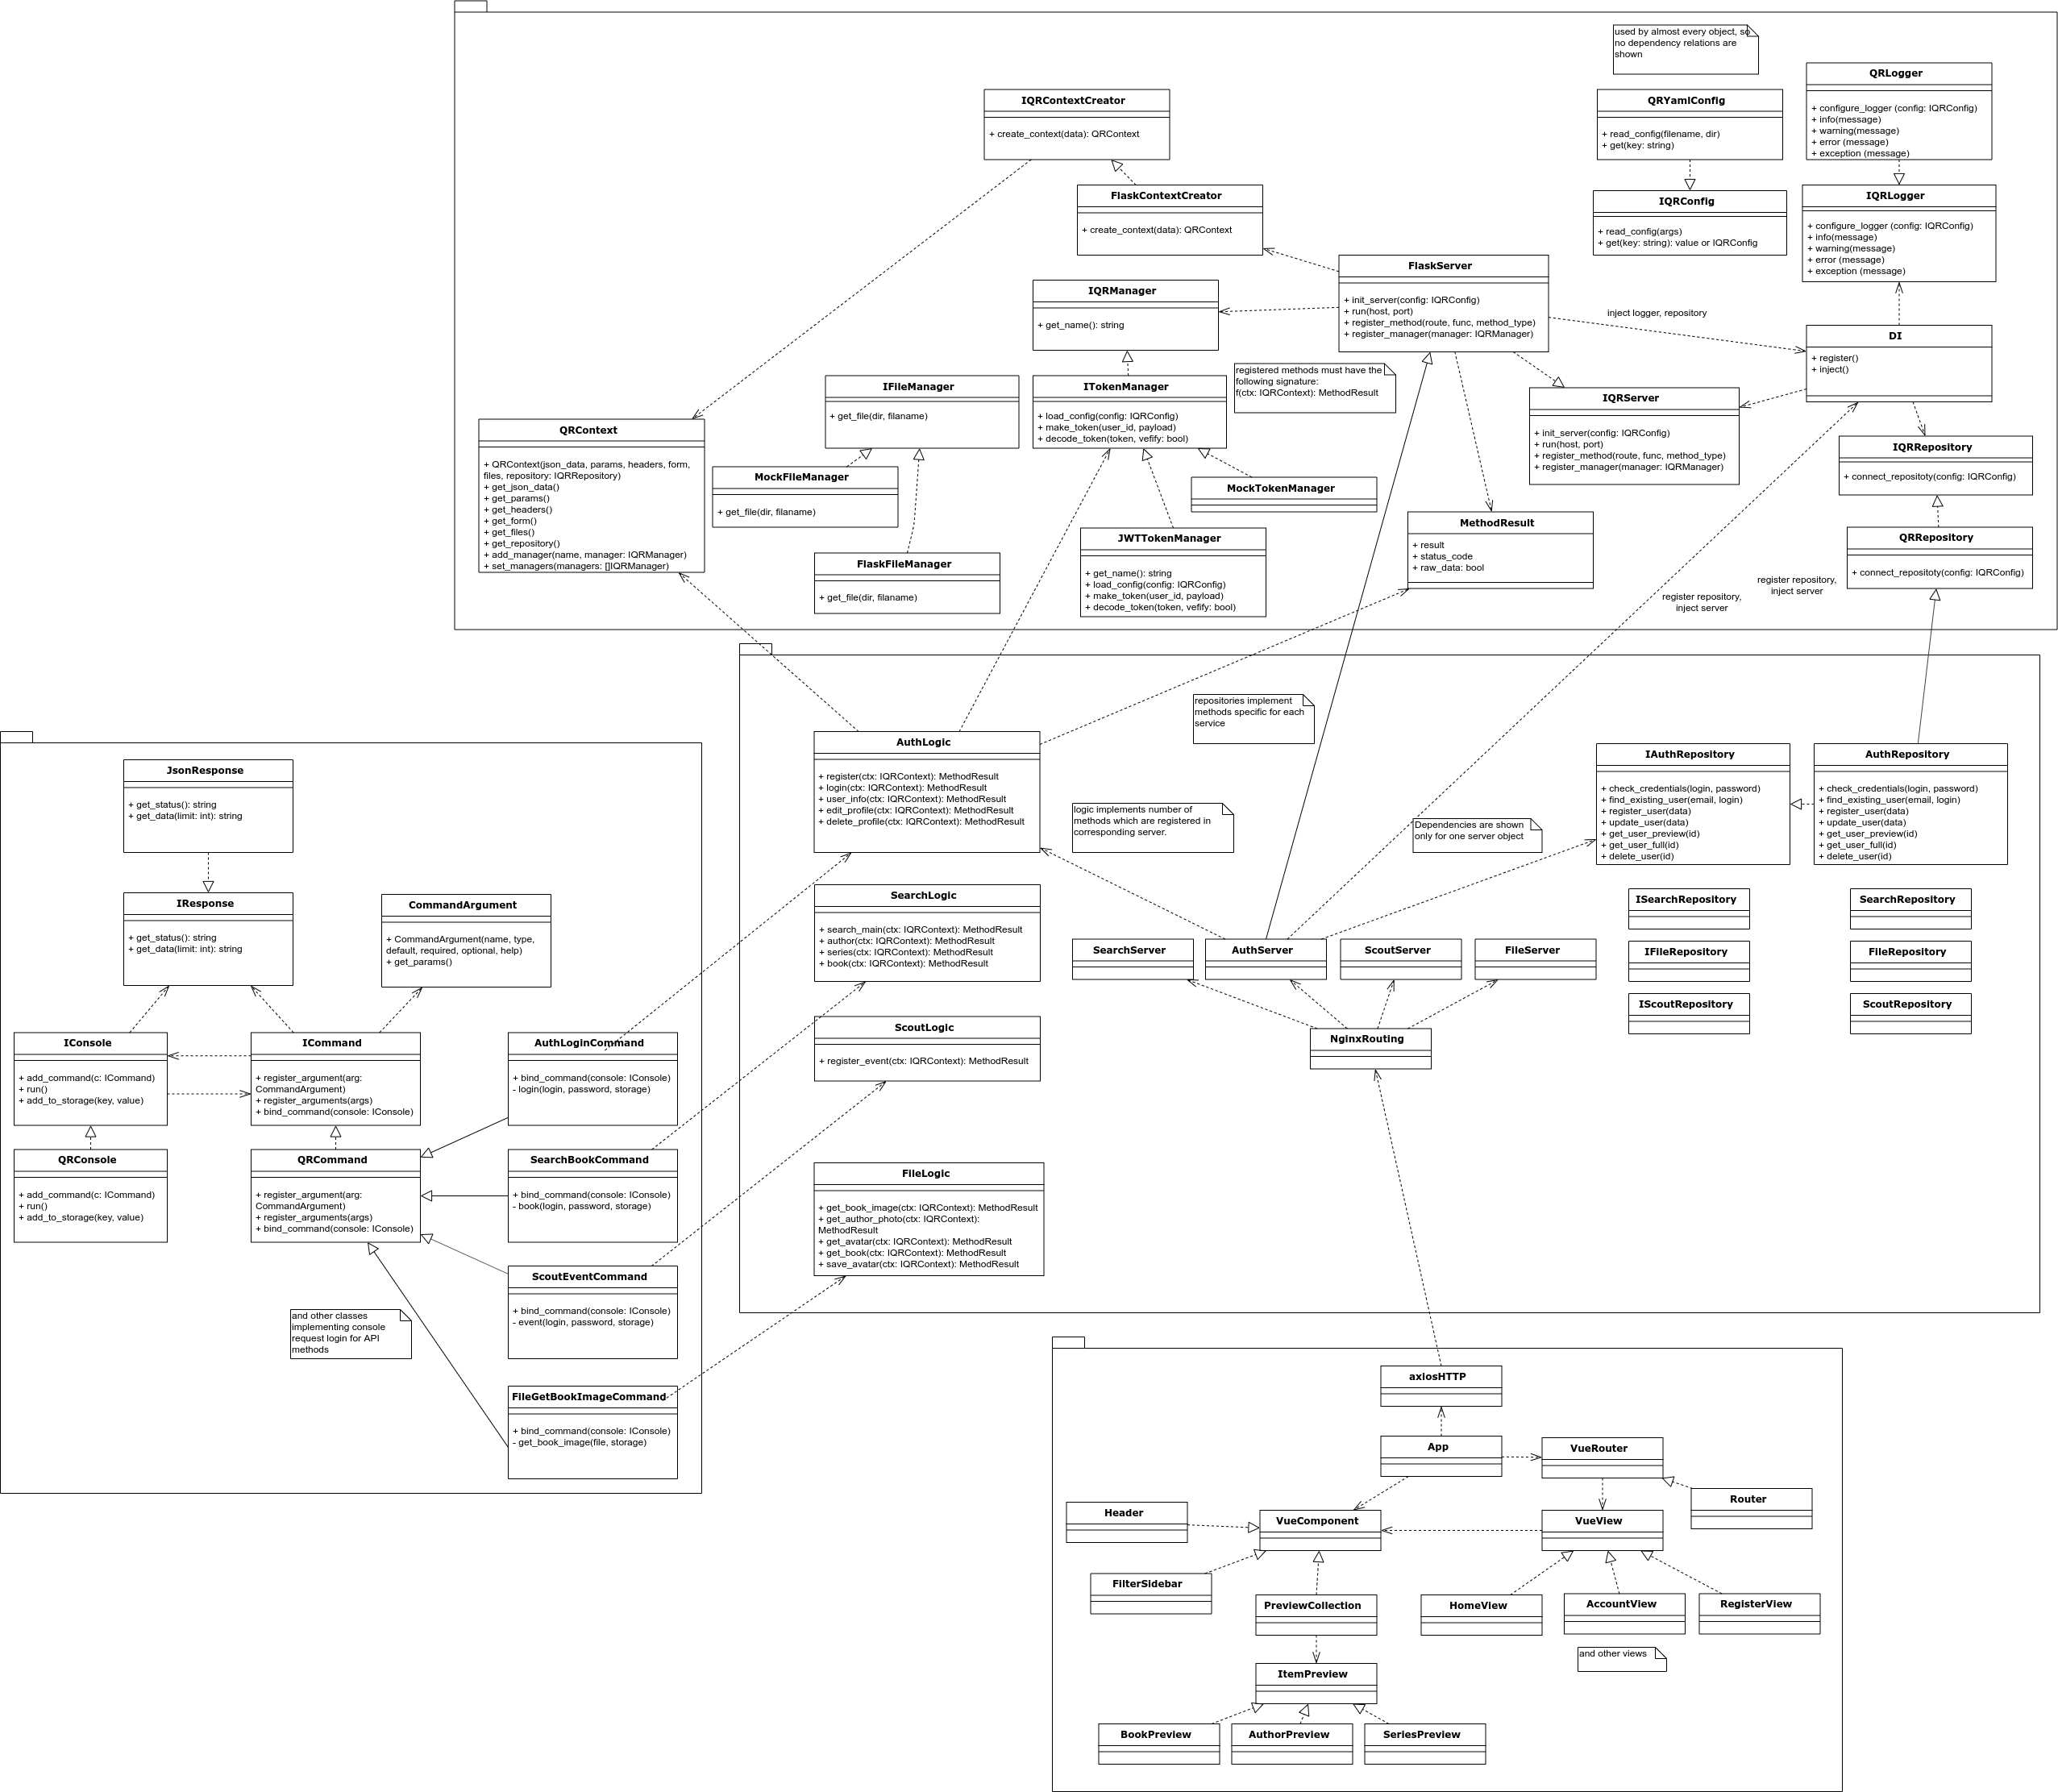 used by almost every object, so
no dependency relations are
shown
QRLogger
+ configure_logger (config: IQRConfig)
+ info(message)
+ warning(message)
+ error (message)
+ exception (message)
IQRContextCreator
+ create_context(data): QRContext
QRYamlConfig
+ read_config(filename, dir)
+ get(key: string)
FlaskContextCreator
+ create_context(data): QRContext
IQRConfig
+ read_config(args)
+ get(key: string): value or IQRConfig
IQRLogger
+ configure_logger (config: IQRConfig)
+ info(message)
+ warning(message)
+ error (message)
+ exception (message)
FlaskServer
+ init_server(config: IQRConfig)
+ run(host, port)
+ register_method(route, func, method_type)
+ register_manager(manager: IQRManager)
IQRManager
+ get_name(): string
inject logger, repository
DI
+ register()
+ inject()
registered methods must have the
following signature:
f(ctx: IQRContext): MethodResult
IFileManager
+ get_file(dir, filaname)
ITokenManager
+ load_config(config: IQRConfig)
+ make_token(user_id, payload)
+ decode_token(token, vefify: bool)
IQRServer
+ init_server(config: IQRConfig)
+ run(host, port)
+ register_method(route, func, method_type)
+ register_manager(manager: IQRManager)
QRContext
+ QRContext(json_data, params, headers, form,
files, repository: IQRRepository)
+ get_json_data()
+ get_params()
+ get_headers()
+ get_form()
+ get_files()
+ get_repository()
+ add_manager(name, manager: IQRManager)
+ set_managers(managers: []IQRManager)
IQRRepository
+ connect_repositoty(config: IQRConfig)
MockFileManager
+ get_file(dir, filaname)
MockTokenManager
MethodResult
+ result
+ status_code
+ raw_data: bool
JWTTokenManager
+ get_name(): string
+ load_config(config: IQRConfig)
+ make_token(user_id, payload)
+ decode_token(token, vefify: bool)
QRRepository
+ connect_repositoty(config: IQRConfig)
FlaskFileManager
+ get_file(dir, filaname)
register repository,
inject server
register repository,
inject server
repositories implement
methods specific for each
service
AuthLogic
+ register(ctx: IQRContext): MethodResult
+ login(ctx: IQRContext): MethodResult
+ user_info(ctx: IQRContext): MethodResult
+ edit_profile(ctx: IQRContext): MethodResult
+ delete_profile(ctx: IQRContext): MethodResult
IAuthRepository
+ check_credentials(login, password)
+ find_existing_user(email, login)
+ register_user(data)
+ update_user(data)
+ get_user_preview(id)
+ get_user_full(id)
+ delete_user(id)
AuthRepository
+ check_credentials(login, password)
+ find_existing_user(email, login)
+ register_user(data)
+ update_user(data)
+ get_user_preview(id)
+ get_user_full(id)
+ delete_user(id)
logic implements number of
methods which are registered in
corresponding server.
Dependencies are shown
only for one server object
SearchLogic
+ search_main(ctx: IQRContext): MethodResult
+ author(ctx: IQRContext): MethodResult
+ series(ctx: IQRContext): MethodResult
+ book(ctx: IQRContext): MethodResult
ISearchRepository
SearchRepository
SearchServer
AuthServer
ScoutServer
FileServer
IFileRepository
FileRepository
IScoutRepository
ScoutRepository
ScoutLogic
+ register_event(ctx: IQRContext): MethodResult
NginxRouting
FileLogic
+ get_book_image(ctx: IQRContext): MethodResult
+ get_author_photo(ctx: IQRContext):
MethodResult
+ get_avatar(ctx: IQRContext): MethodResult
+ get_book(ctx: IQRContext): MethodResult
+ save_avatar(ctx: IQRContext): MethodResult
JsonResponse
+ get_status(): string
+ get_data(limit: int): string
IResponse
+ get_status(): string
+ get_data(limit: int): string
CommandArgument
+ CommandArgument(name, type,
default, required, optional, help)
+ get_params()
IConsole
+ add_command(c: ICommand)
+ run()
+ add_to_storage(key, value)
ICommand
+ register_argument(arg:
CommandArgument)
+ register_arguments(args)
+ bind_command(console: IConsole)
AuthLoginCommand
+ bind_command(console: IConsole)
- login(login, password, storage)
QRConsole
+ add_command(c: ICommand)
+ run()
+ add_to_storage(key, value)
QRCommand
+ register_argument(arg:
CommandArgument)
+ register_arguments(args)
+ bind_command(console: IConsole)
SearchBookCommand
+ bind_command(console: IConsole)
- book(login, password, storage)
ScoutEventCommand
+ bind_command(console: IConsole)
- event(login, password, storage)
and other classes
implementing console
request login for API
methods
FileGetBookImageCommand
+ bind_command(console: IConsole)
- get_book_image(file, storage)
axiosHTTP
App
VueRouter
Router
Header
VueComponent
VueView
FilterSidebar
PreviewCollection
HomeView
AccountView
RegisterView
and other views
ItemPreview
BookPreview
AuthorPreview
SeriesPreview